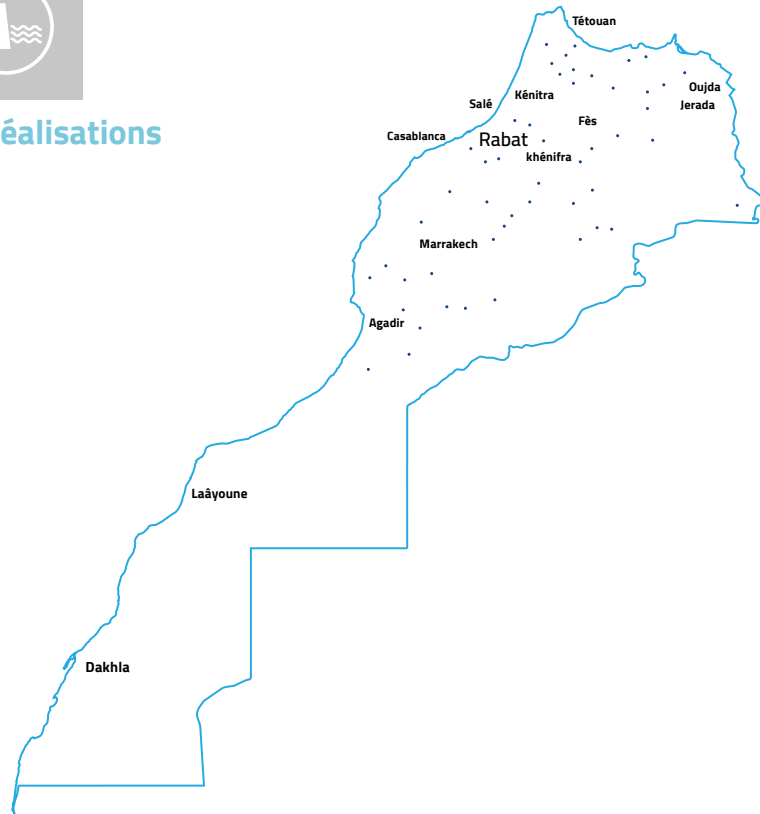 éalisations
Tétouan
Oujda
Kénitra
Salé
Jerada
Fès
Casablanca
Rabat
khénifra
Marrakech
Agadir
Laâyoune
Dakhla